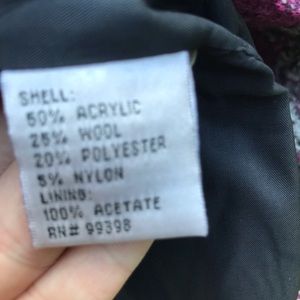 SHELL:
50% ACRYLIC
25% WOOL
20% POLYESTER
5% NYLON
LINING:
100% ACETATE
RN# 99398